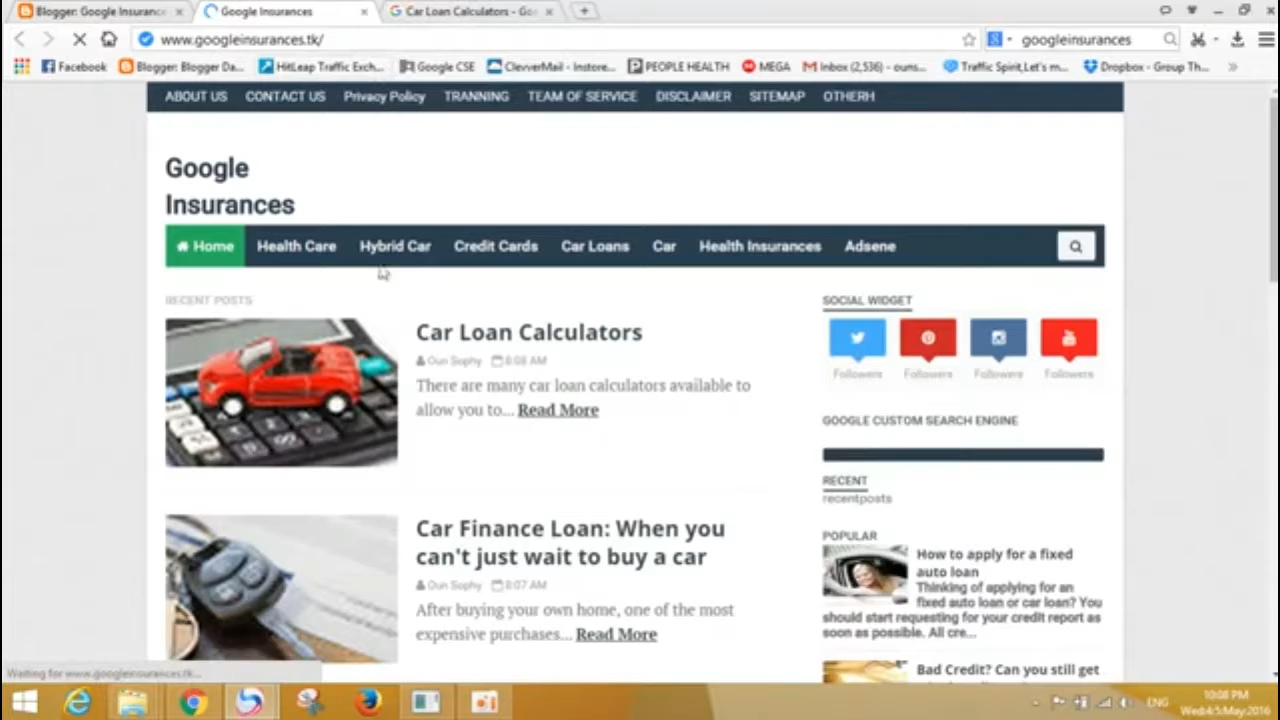 Blogger: Google Insuranc
Google Insurances
Car Loan Calculators - Go
www.googleinsurances.tk/
googleinsurances
Facebook
Blogger: Blogger Da...
HitLeap Traffic Exch...
Google CSE
ClevverMail - Instore...
PEOPLE HEALTH
MEGA
Inbox (2,536) - ouns...
Traffic Spirit,Let's m...
Dropbox - Group Th...
ABOUT US
CONTACT US
Privacy Policy
TRANNING
TEAM OF SERVICE
DISCLAIMER
SITEMAP
OTHERH
Google
Insurances
Home
Health Care
Hybrid Car
Credit Cards
Car Loans
Car
Health Insurances
Adsene
RECENT POSTS
Car Loan Calculators
Oun Sophy 8:08 AM
There are many car loan calculators available to
allow you to... Read More
Car Finance Loan: When you
can't just wait to buy a car
Oun Sophy 8:07 AM
After buying your own home, one of the most
expensive purchases... Read More
SOCIAL WIDGET
Followers
Followers
Followers
Followers
GOOGLE CUSTOM SEARCH ENGINE
RECENT
recentposts
POPULAR
How to apply for a fixed
auto loan
Thinking of applying for an
fixed auto loan or car loan? You
should start requesting for your credit report as
soon as possible. All cre...
Bad Credit? Can you still get
Waiting for www.googleinsurances.tk...
ENG
10:08 PM
Wed:4:5:May:2016